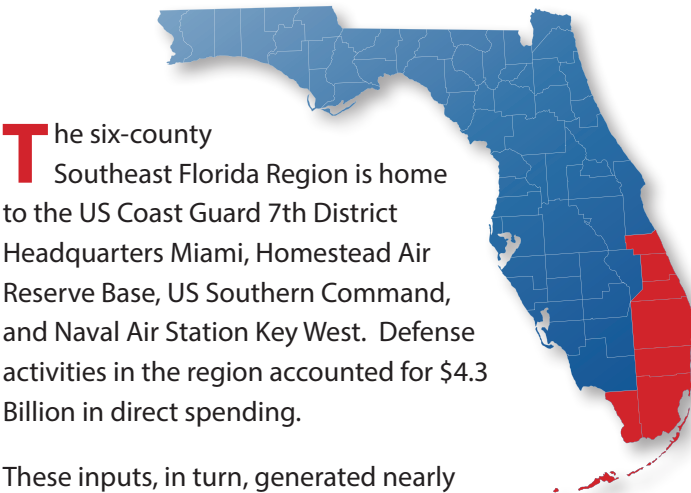 The six-county
Southeast Florida Region is home
to the US Coast Guard 7th District
Headquarters Miami, Homestead Air
Reserve Base, US Southern Command,
and Naval Air Station Key West.  Defense
activities in the region accounted for $4.3
Billion in direct spending.
These inputs, in turn, generated nearly